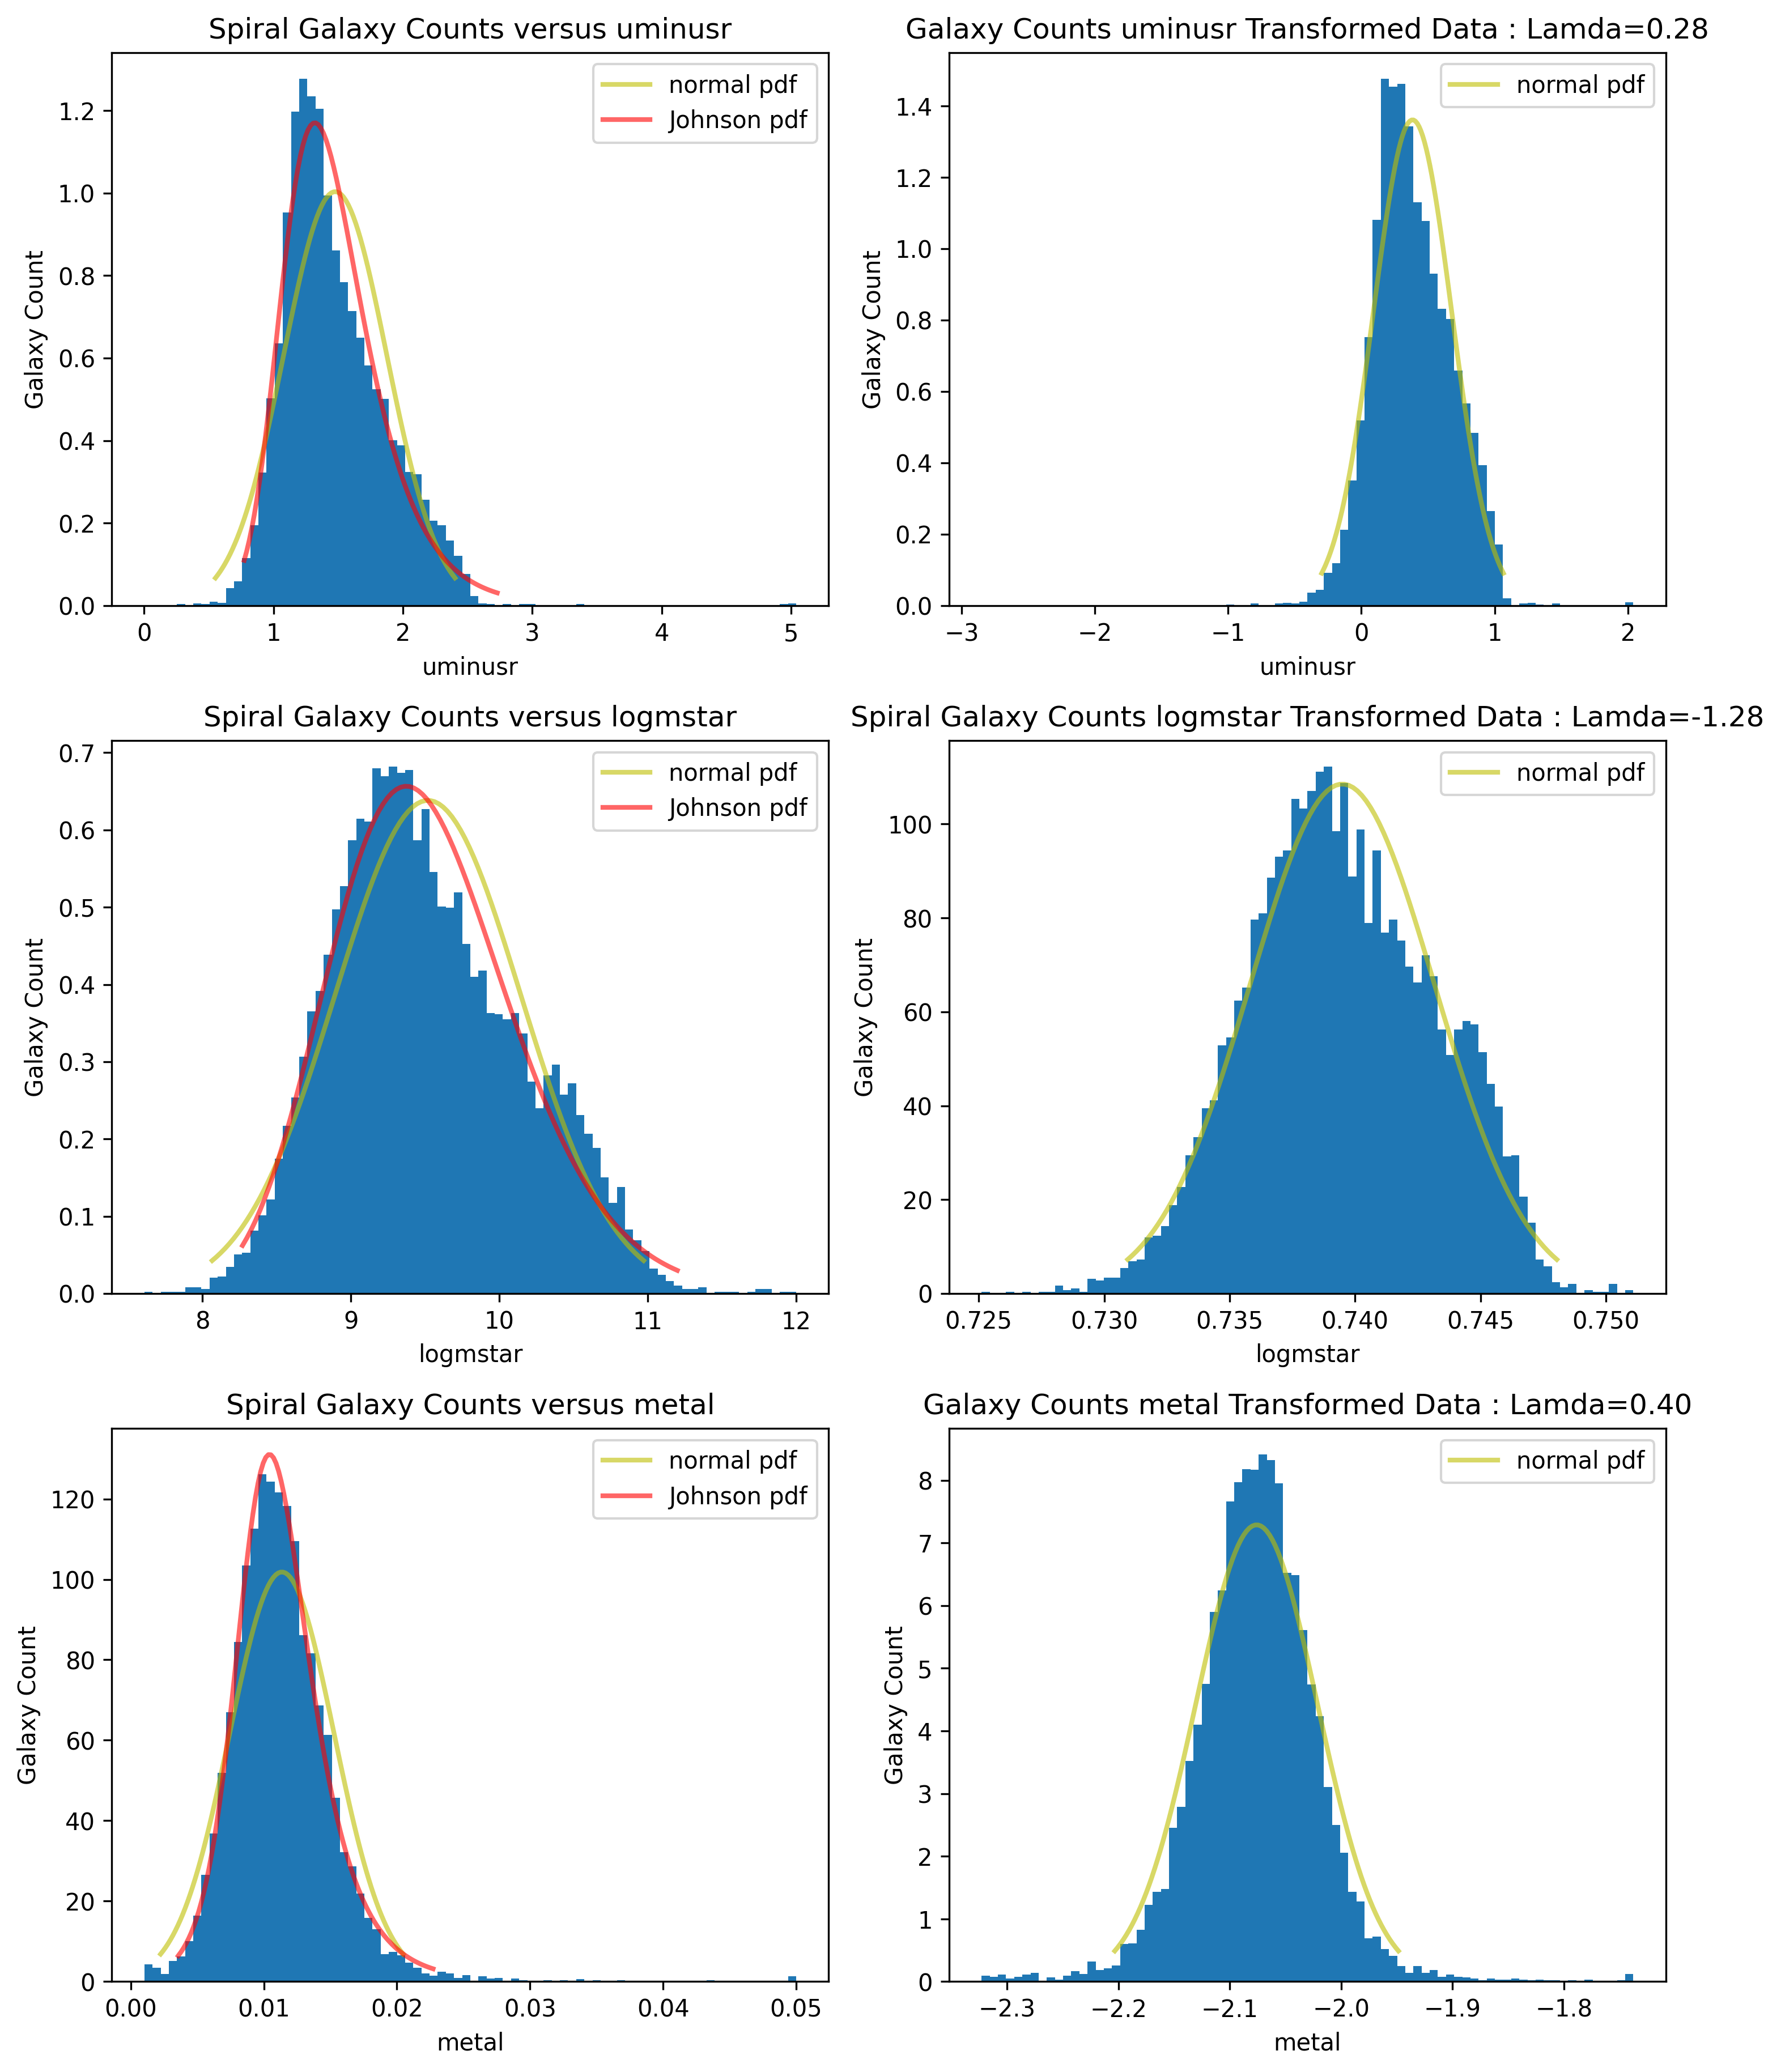 Spiral Galaxy Counts versus uminusr
normal pdf
Johnson pdf
Galaxy Count
1.2
1.0
0.8
0.6
0.4
0.2
0.0
0 1 2 3 4 5
uminusr
Galaxy Counts uminusr Transformed Data : Lamda=0.28
normal pdf
Galaxy Count
1.4
1.2
1.0
0.8
0.6
0.4
0.2
0.0
−3 −2 −1 0 1 2
uminusr
Spiral Galaxy Counts versus logmstar
normal pdf
Johnson pdf
Galaxy Count
0.7
0.6
0.5
0.4
0.3
0.2
0.1
0.0
8 9 10 11 12
logmstar
Spiral Galaxy Counts logmstar Transformed Data : Lamda=-1.28
normal pdf
Galaxy Count
100
80
60
40
20
0
0.725 0.730 0.735 0.740 0.745 0.750
logmstar
Spiral Galaxy Counts versus metal
normal pdf
Johnson pdf
Galaxy Count
120
100
80
60
40
20
0
0.00 0.01 0.02 0.03 0.04 0.05
metal
Galaxy Counts metal Transformed Data : Lamda=0.40
normal pdf
Galaxy Count
8
7
6
5
4
3
2
1
0
−2.3 −2.2 −2.1 −2.0 −1.9 −1.8
metal